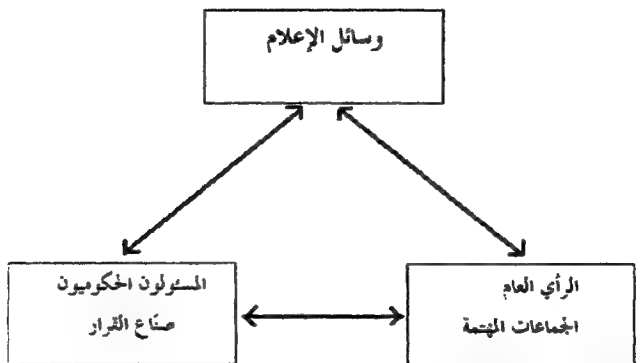 وسائل الإعلام
الرأي العام
الجماعات المهتمة
المسئولون الحكوميون
صنّاع القرار